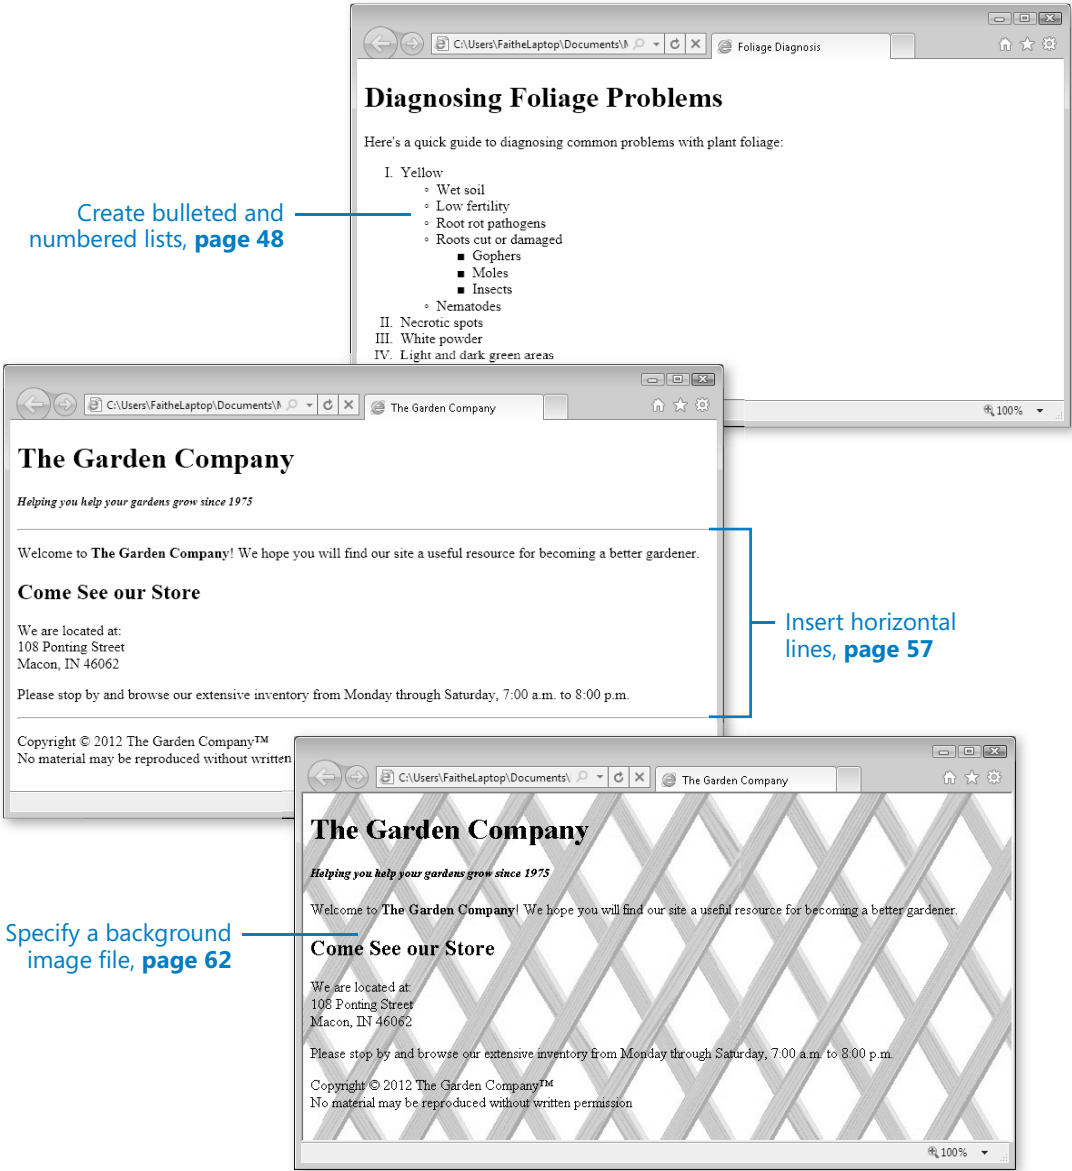 C:\Users\FaitheLaptop\Documents\
Foliage Diagnosis
Diagnosing Foliage Problems
Here's a quick guide to diagnosing common problems with plant foliage:
I. Yellow
◦ Wet soil
◦ Low fertility
◦ Root rot pathogens
◦ Roots cut or damaged
■ Gophers
■ Moles
■ Insects
◦ Nematodes
II. Necrotic spots
III. White powder
IV. Light and dark green areas
100%
Create bulleted and
numbered lists, page 48
C:\Users\FaitheLaptop\Documents\
The Garden Company
The Garden Company
Helping you help your gardens grow since 1975
Welcome to The Garden Company! We hope you will find our site a useful resource for becoming a better gardener.
Come See our Store
We are located at:
108 Ponting Street
Macon, IN 46062
Please stop by and browse our extensive inventory from Monday through Saturday, 7:00 a.m. to 8:00 p.m.
Copyright © 2012 The Garden Company™
No material may be reproduced without written
Insert horizontal
lines, page 57
C:\Users\FaitheLaptop\Documents\
The Garden Company
The Garden Company
Helping you help your gardens grow since 1975
Welcome to The Garden Company! We hope you will find our site a useful resource for becoming a better gardener.
Come See our Store
We are located at:
108 Ponting Street
Macon, IN 46062
Please stop by and browse our extensive inventory from Monday through Saturday, 7:00 a.m. to 8:00 p.m.
Copyright © 2012 The Garden Company™
No material may be reproduced without written permission
100%
Specify a background
image file, page 62